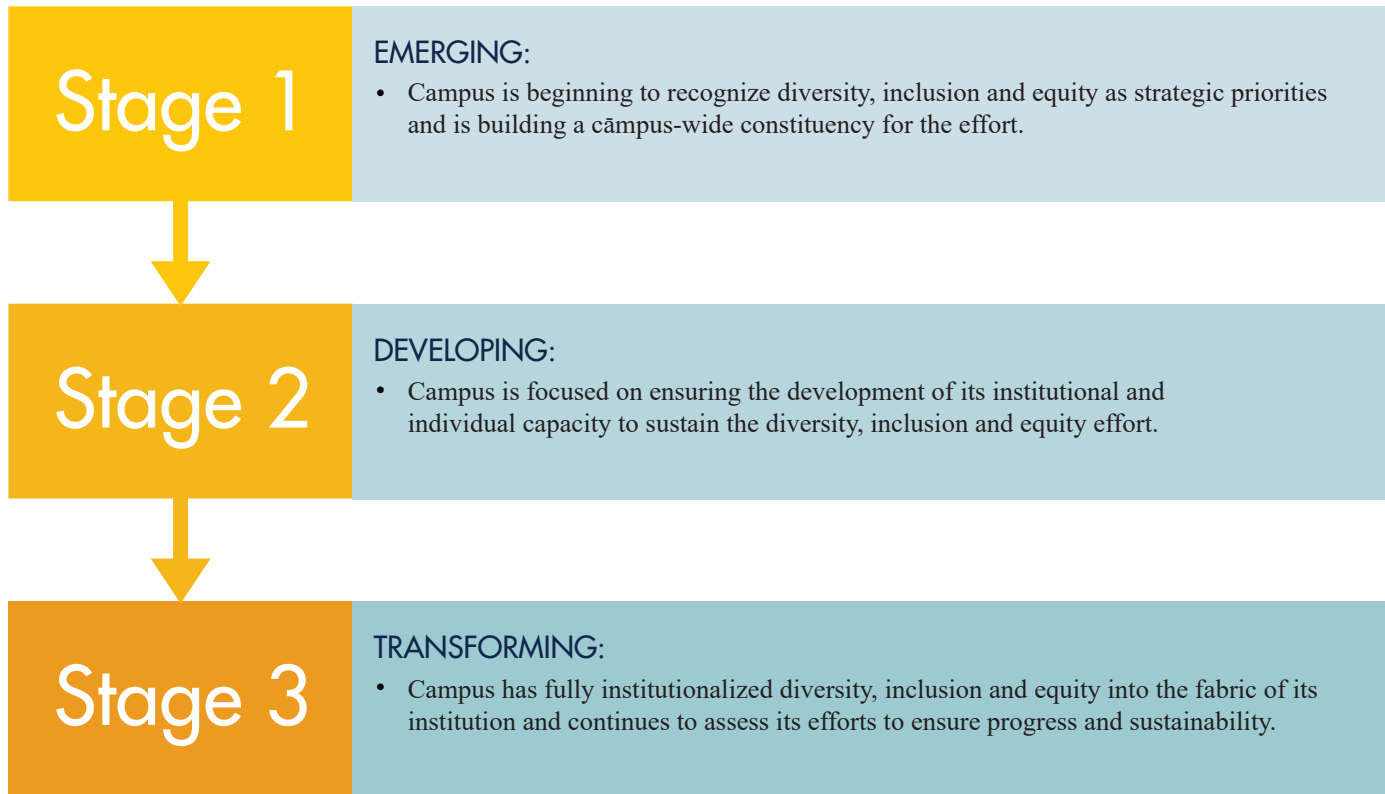 Stage 1
EMERGING:
• Campus is beginning to recognize diversity, inclusion and equity as strategic priorities
and is building a cāmpus-wide constituency for the effort.
Stage 2
DEVELOPING:
• Campus is focused on ensuring the development of its institutional and
individual capacity to sustain the diversity, inclusion and equity effort.
Stage 3
TRANSFORMING:
• Campus has fully institutionalized diversity, inclusion and equity into the fabric of its
institution and continues to assess its efforts to ensure progress and sustainability.